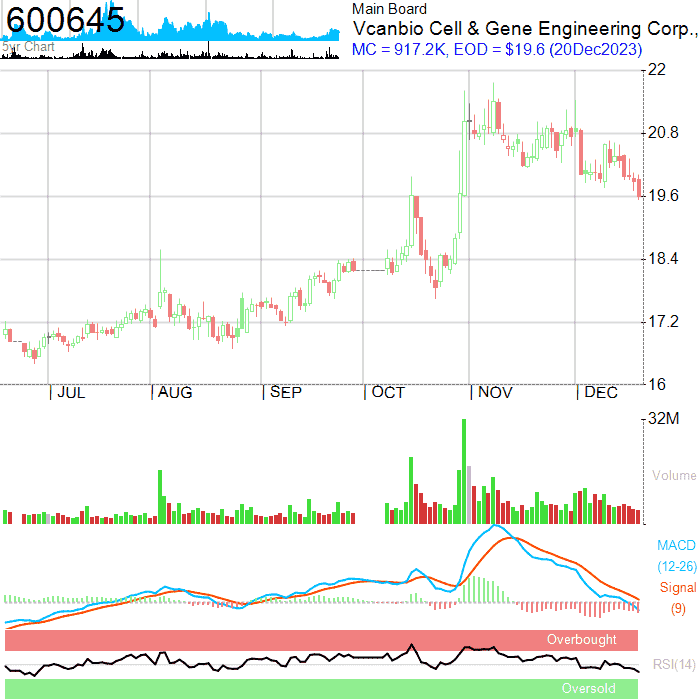 600645
5yr Chart
Main Board
Vcanbio Cell & Gene Engineering Corp.,
MC = 917.2K, EOD = $19.6 (20Dec2023)
22
20.8
19.6
18.4
17.2
16
JUL AUG SEP OCT NOV DEC
32M
Volume
MACD
(12-26)
Signal
(9)
Overbought
RSI(14)
Oversold